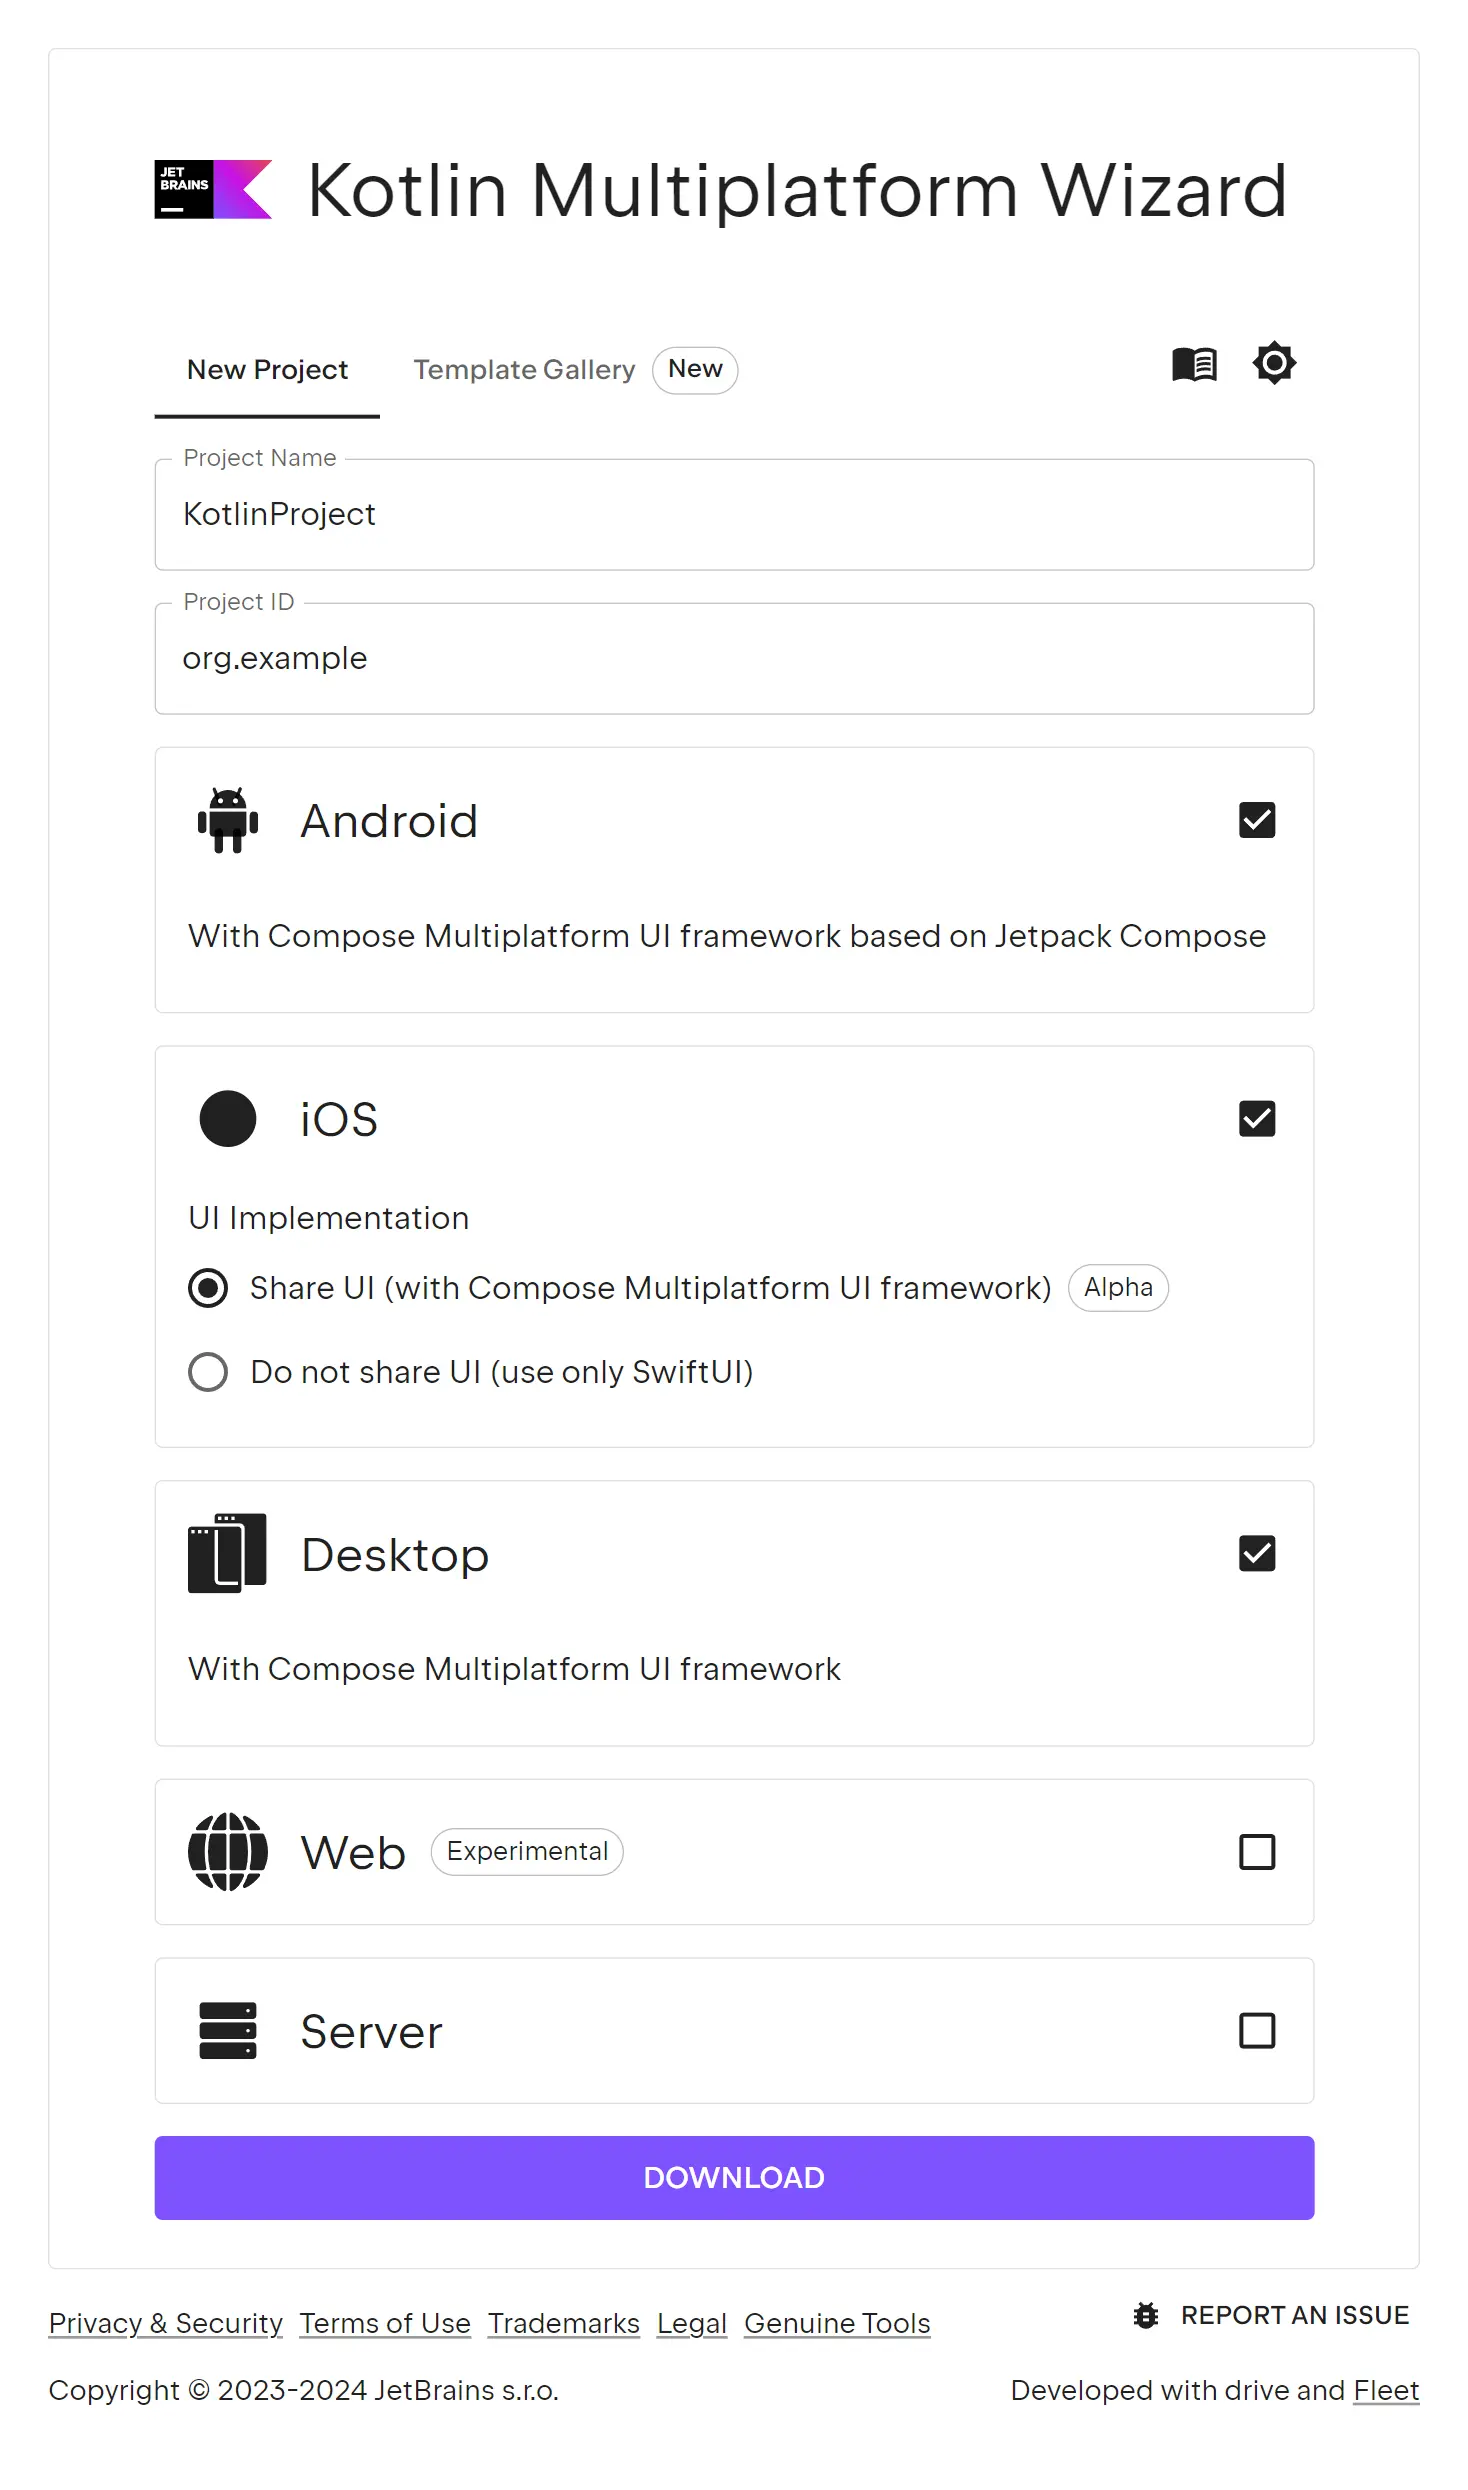 JET
BRAINS
Kotlin Multiplatform Wizard
New Project
Template Gallery
New
Project Name
KotlinProject
Project ID
org.example
Android
With Compose Multiplatform UI framework based on Jetpack Compose
iOS
UI Implementation
Share UI (with Compose Multiplatform UI framework)
Alpha
Do not share UI (use only SwiftUI)
Desktop
With Compose Multiplatform UI framework
Web
Experimental
Server
DOWNLOAD
Privacy & Security
Terms of Use
Trademarks
Legal
Genuine Tools
REPORT AN ISSUE
Copyright © 2023-2024 JetBrains s.r.o.
Developed with drive and Fleet